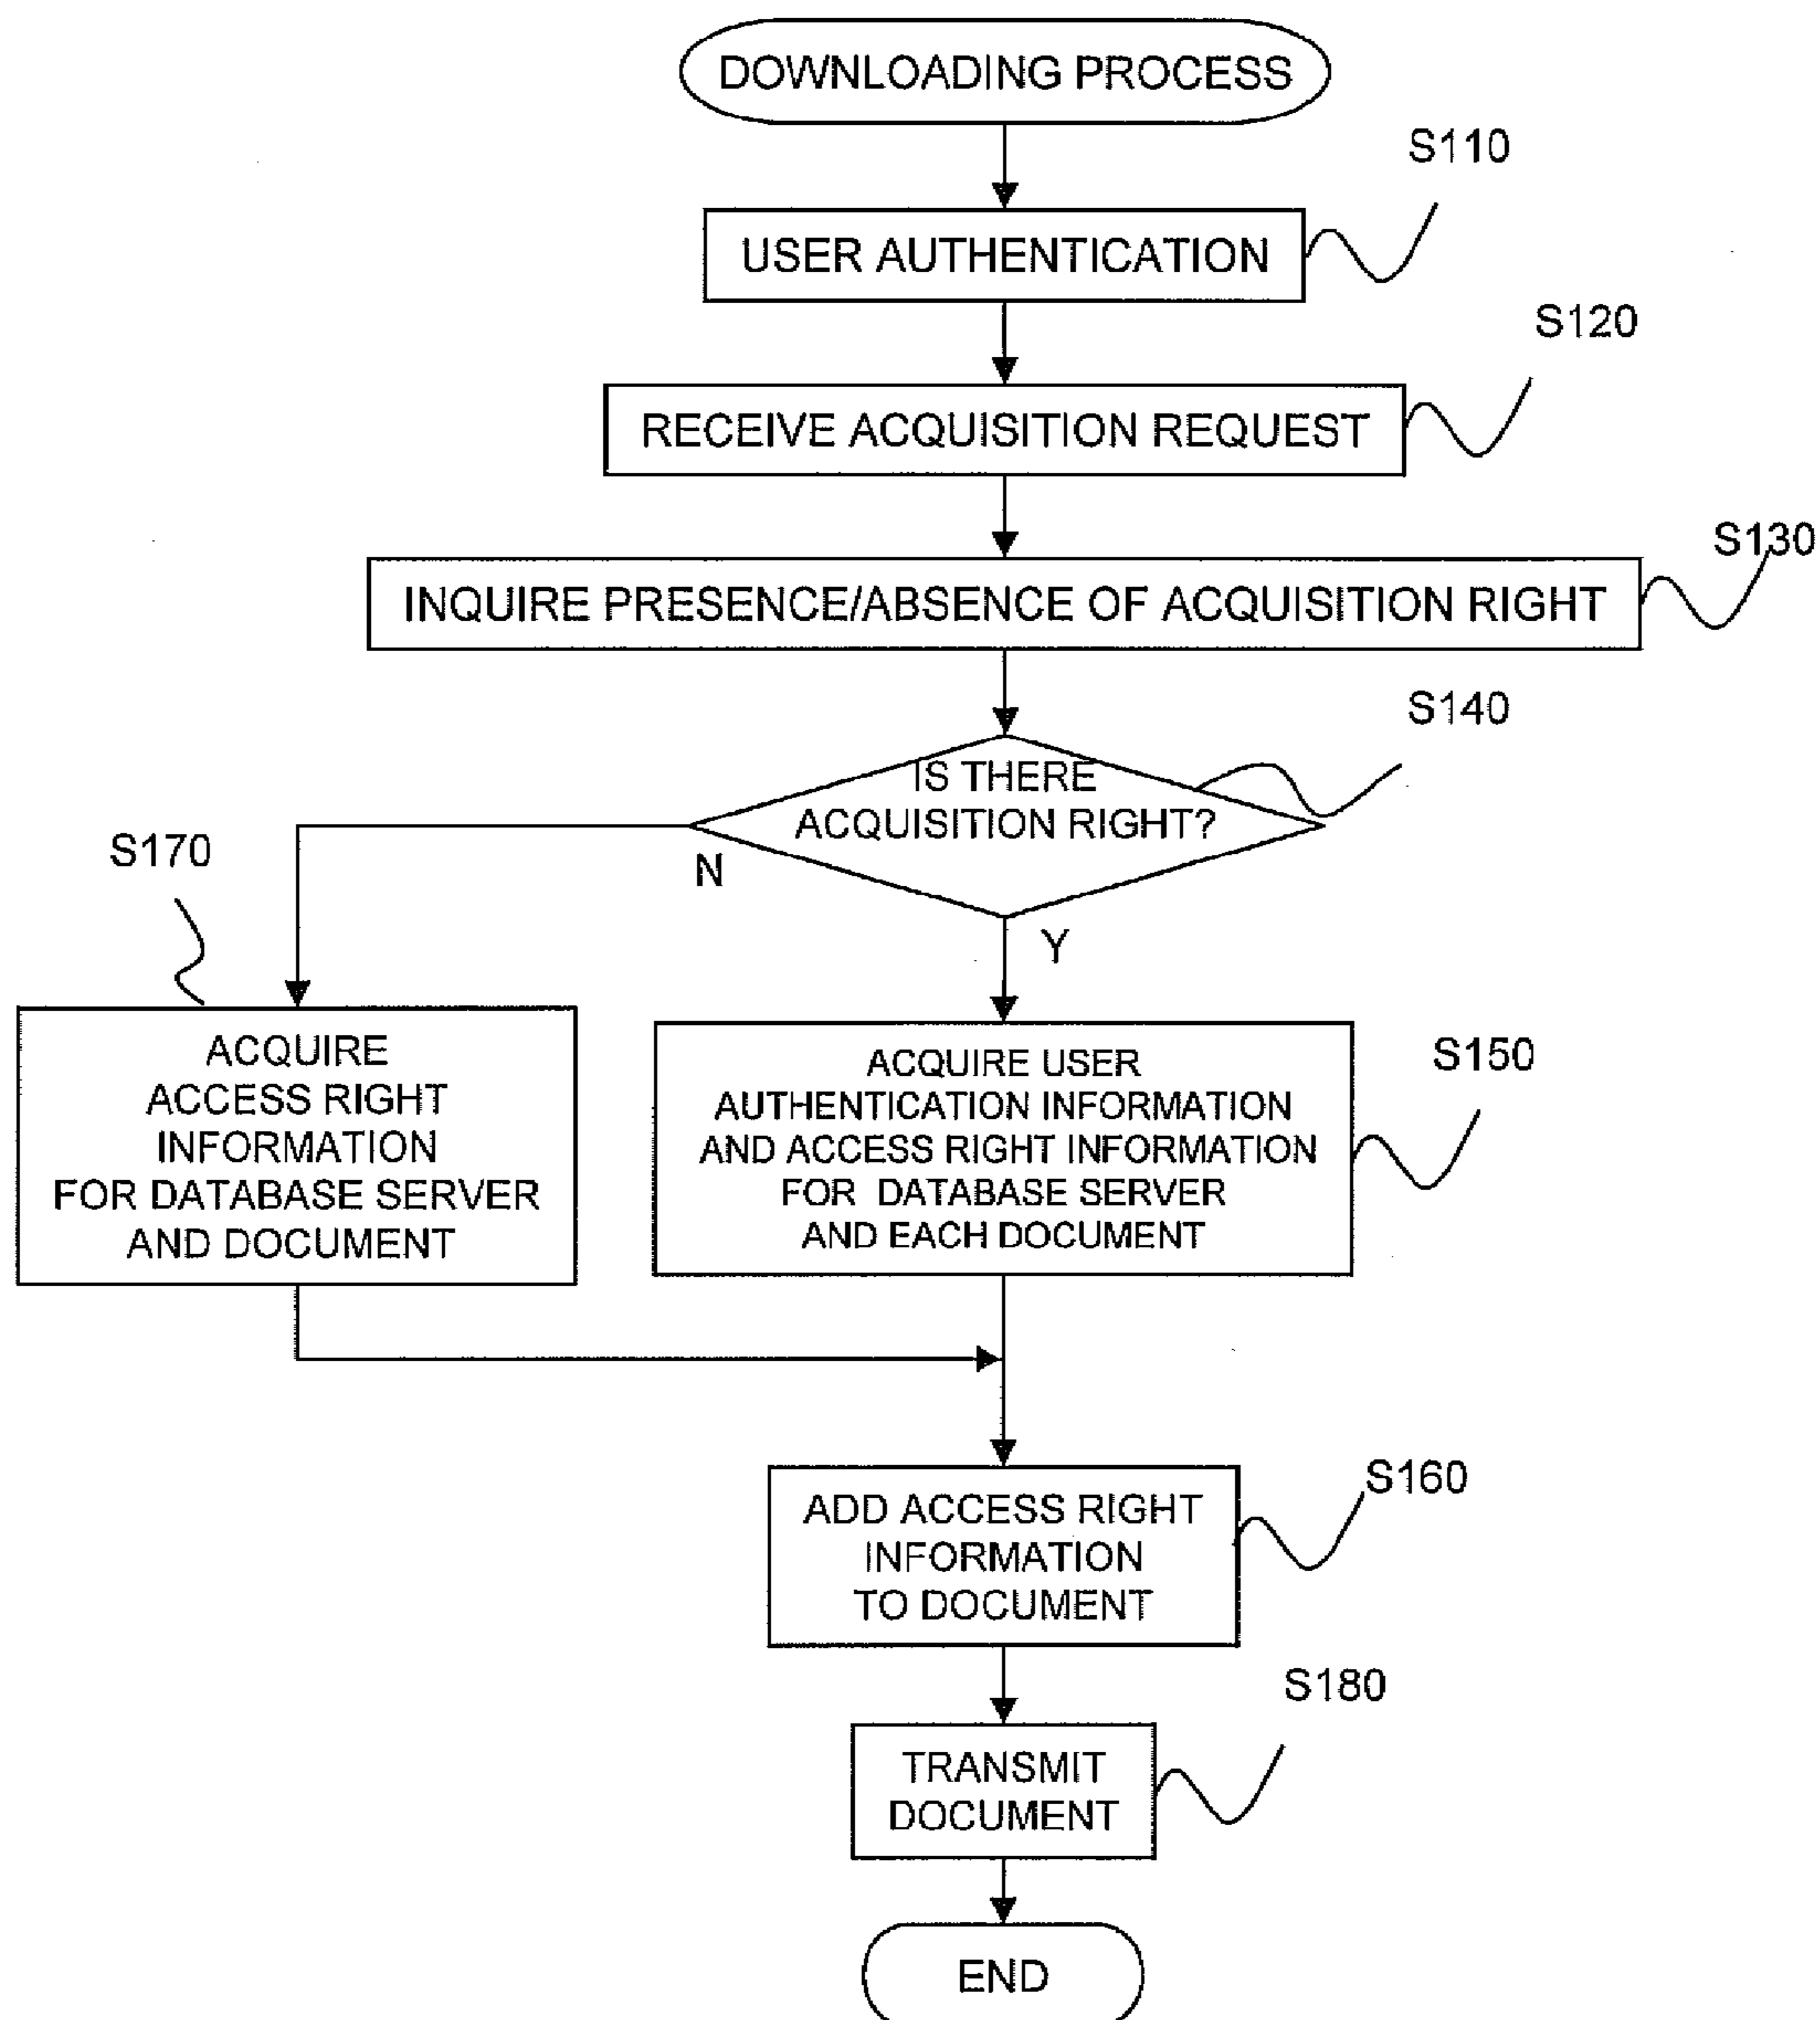 DOWNLOADING PROCESS
S110
USER AUTHENTICATION
S120
RECEIVE ACQUISITION REQUEST
S130
INQUIRE PRESENCE/ABSENCE OF ACQUISITION RIGHT
S140
IS THERE
ACQUISITION RIGHT?
N
Y
S170
ACQUIRE
ACCESS RIGHT
INFORMATION
FOR DATABASE SERVER
AND DOCUMENT
S150
ACQUIRE USER
AUTHENTICATION INFORMATION
AND ACCESS RIGHT INFORMATION
FOR DATABASE SERVER
AND EACH DOCUMENT
S160
ADD ACCESS RIGHT
INFORMATION
TO DOCUMENT
S180
TRANSMIT
DOCUMENT
END